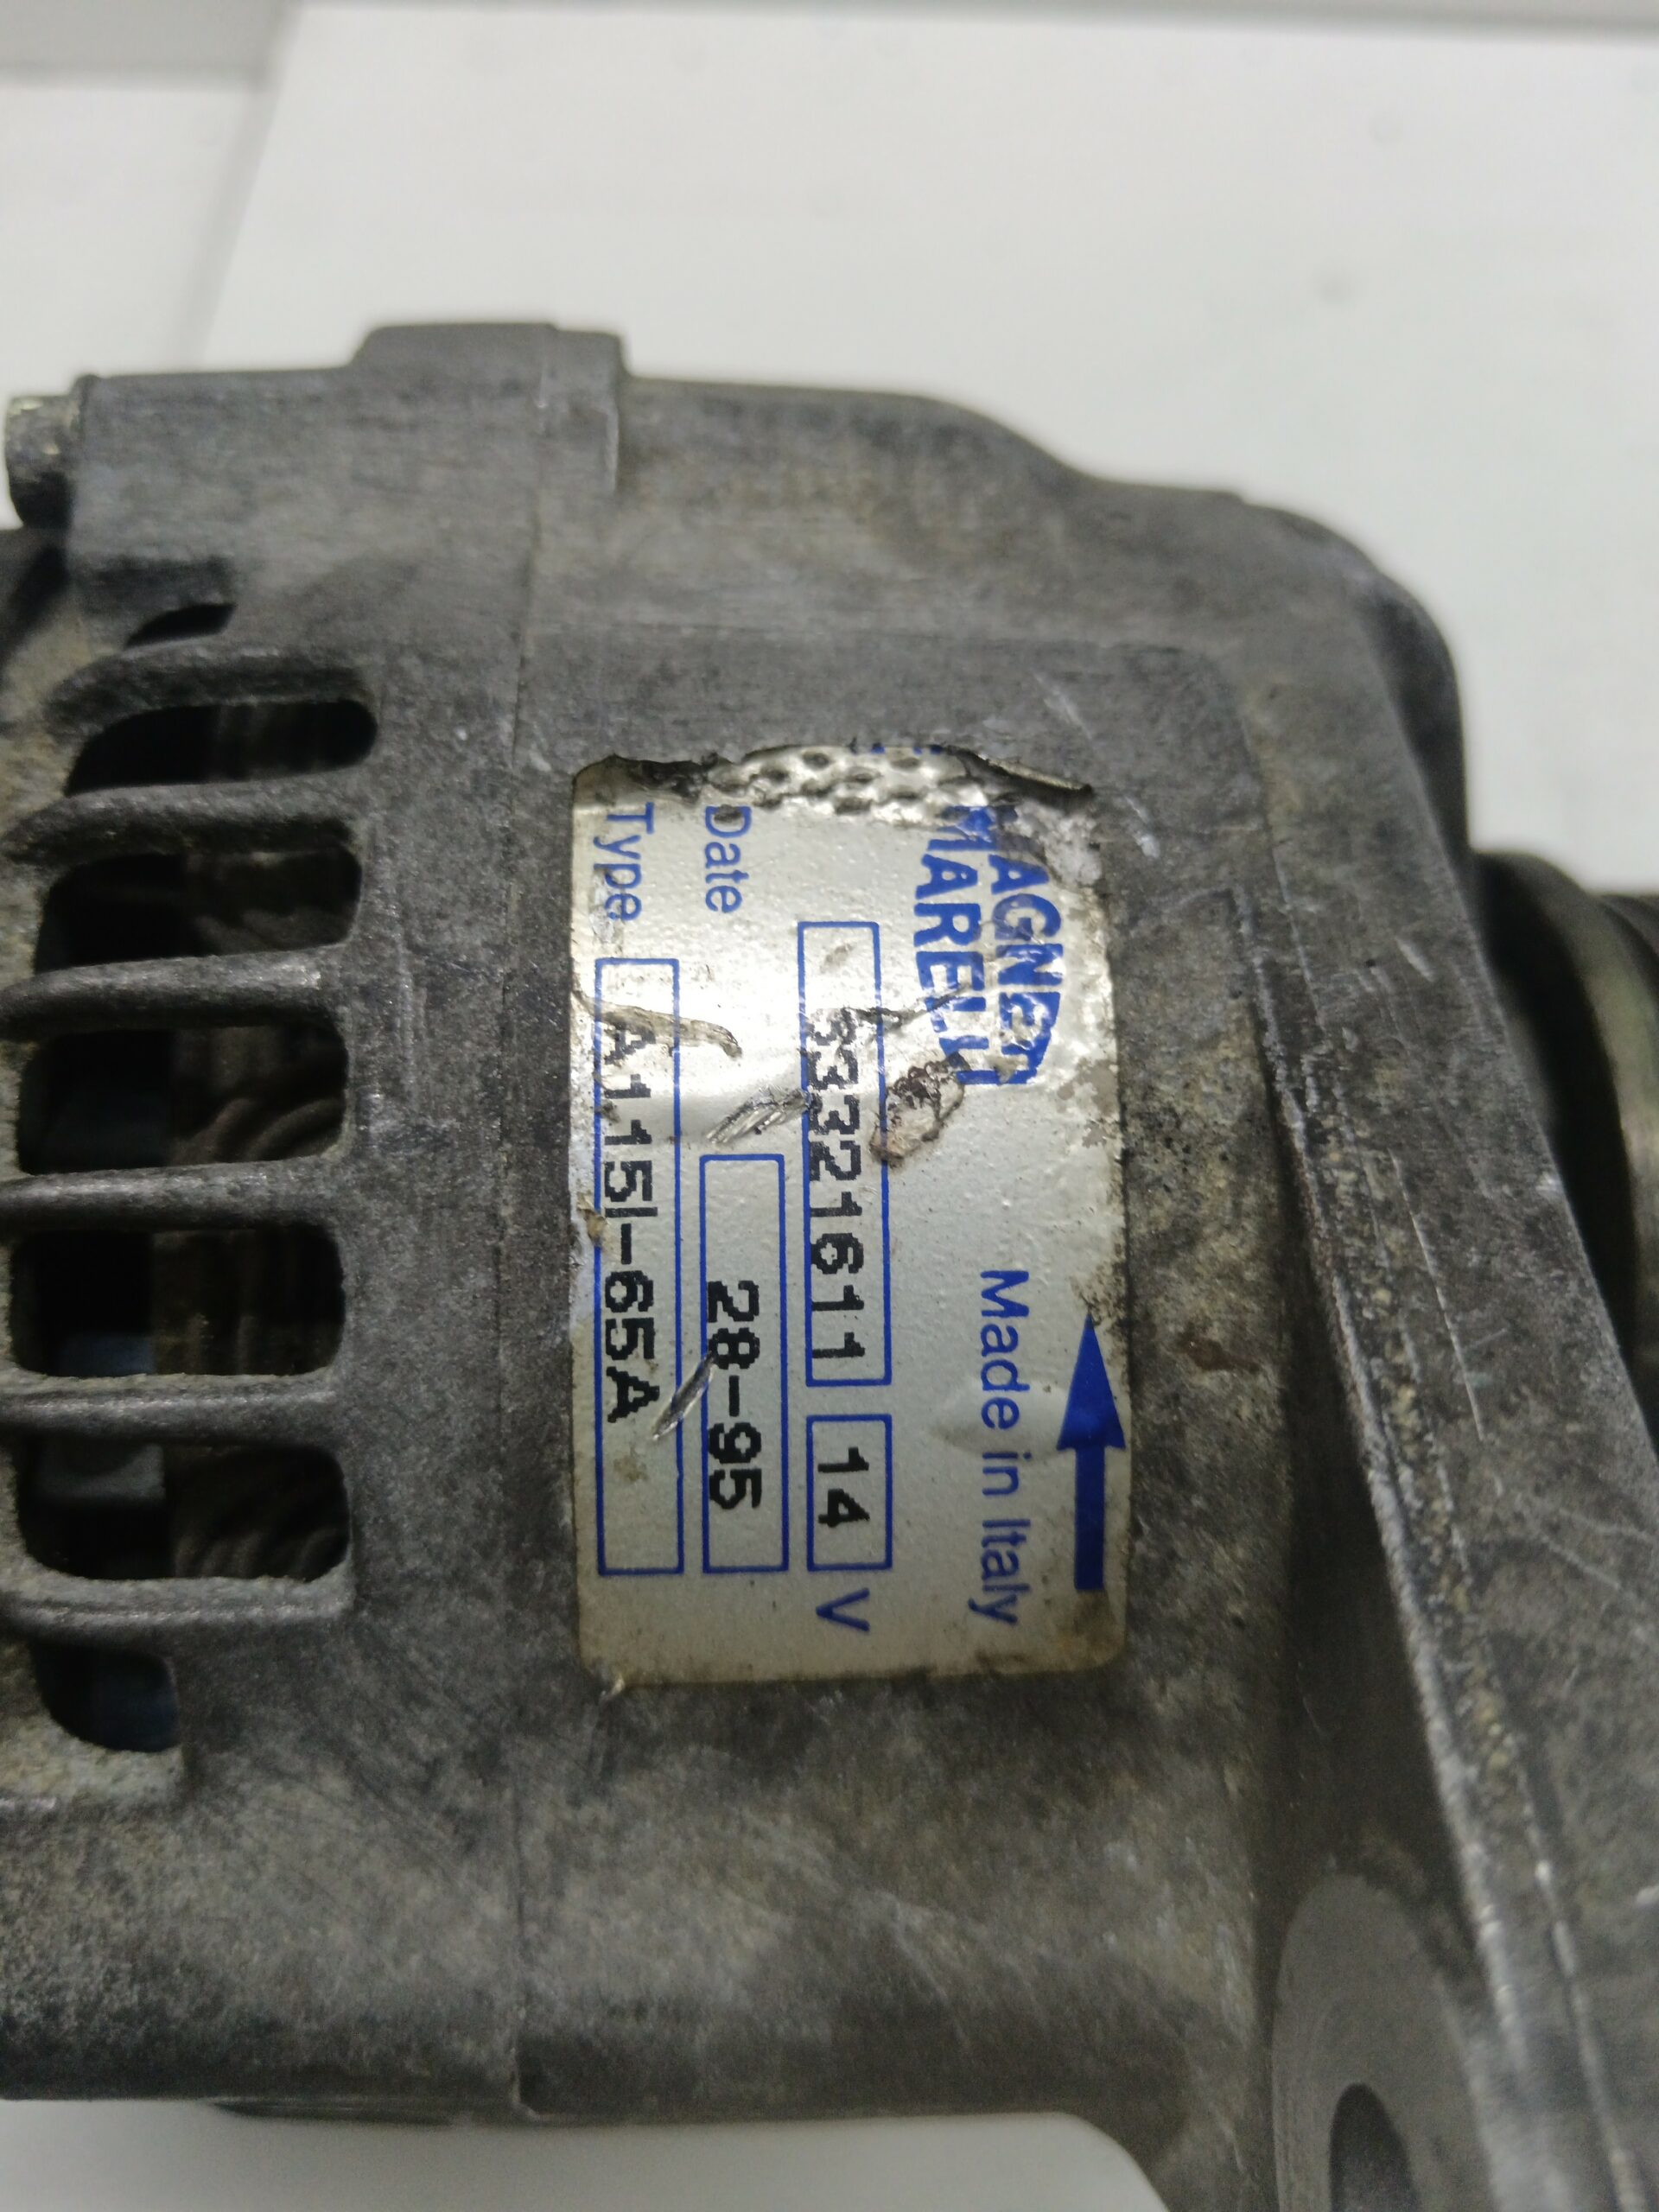 MAGNETI
MARELLI
Made in Italy
63321611 14 V
Date 28-95
Type A115I-65A